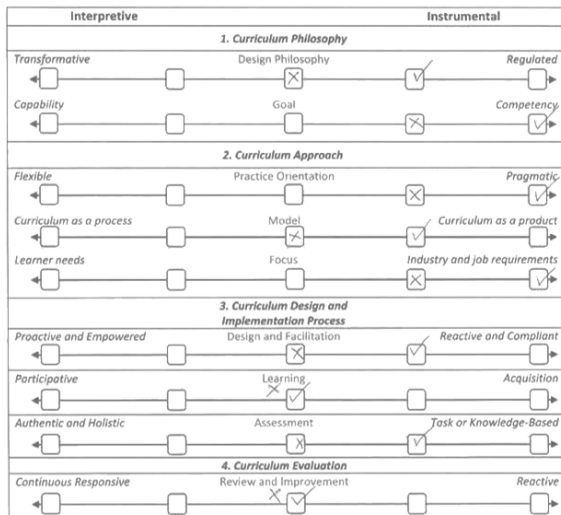 Interpretive Instrumental
1. Curriculum Philosophy
Transformative Design Philosophy Regulated
Capability Goal Competency
2. Curriculum Approach
Flexible Practice Orientation Pragmatic
Curriculum as a process Model Curriculum as a product
Learner needs Focus Industry and job requirements
3. Curriculum Design and
Implementation Process
Proactive and Empowered Design and Facilitation Reactive and Compliant
Participative Learning Acquisition
Authentic and Holistic Assessment Task or Knowledge-Based
4. Curriculum Evaluation
Continuous Responsive Review and Improvement Reactive